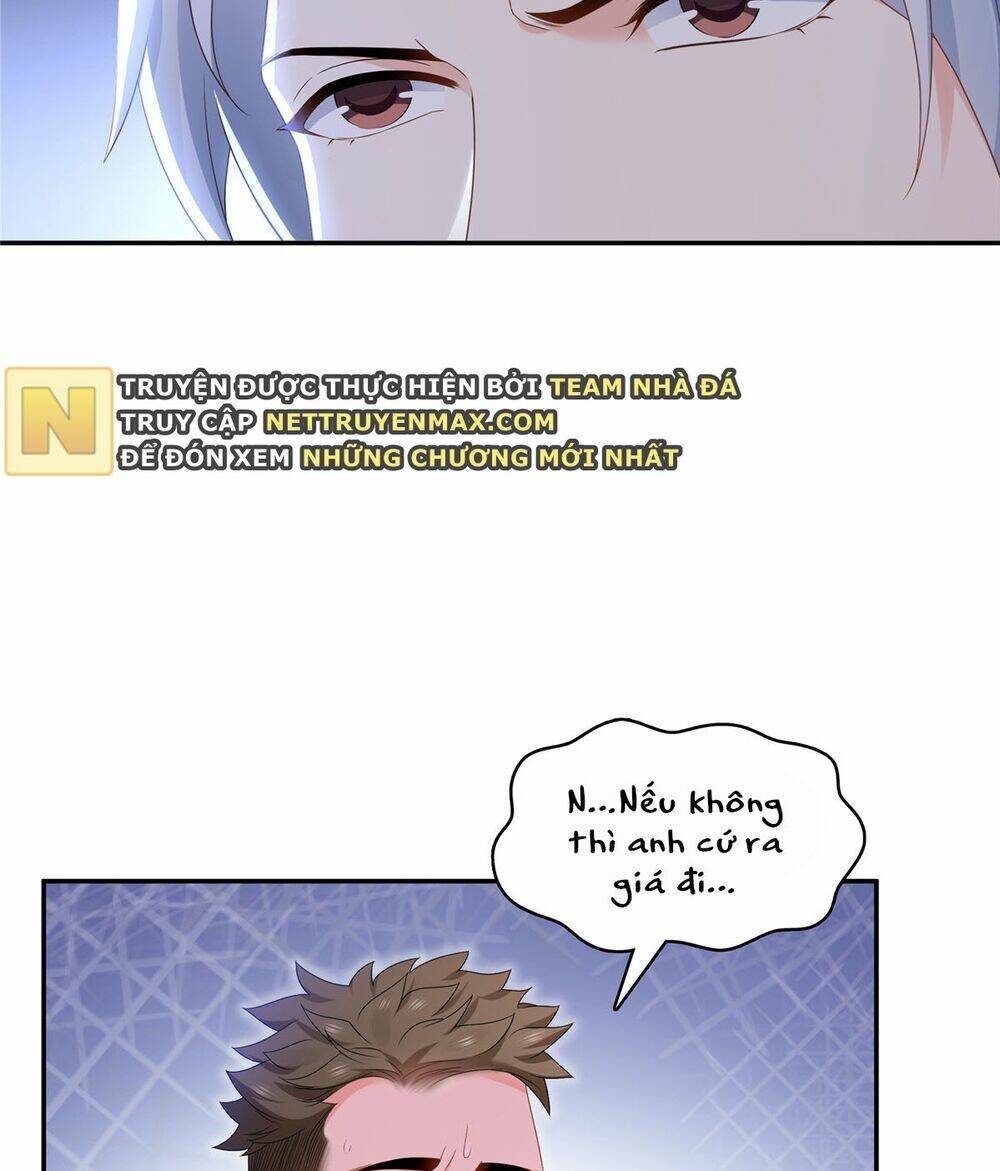 N
TRUYỆN ĐƯỢC THỰC HIỆN BỞI TEAM NHÀ ĐÁ
TRUY CẬP NETTRUYENMAX.COM
ĐỂ ĐÓN XEM NHỮNG CHƯƠNG MỚI NHẤT
N...Nếu không
thì anh cứ ra
giá đi...